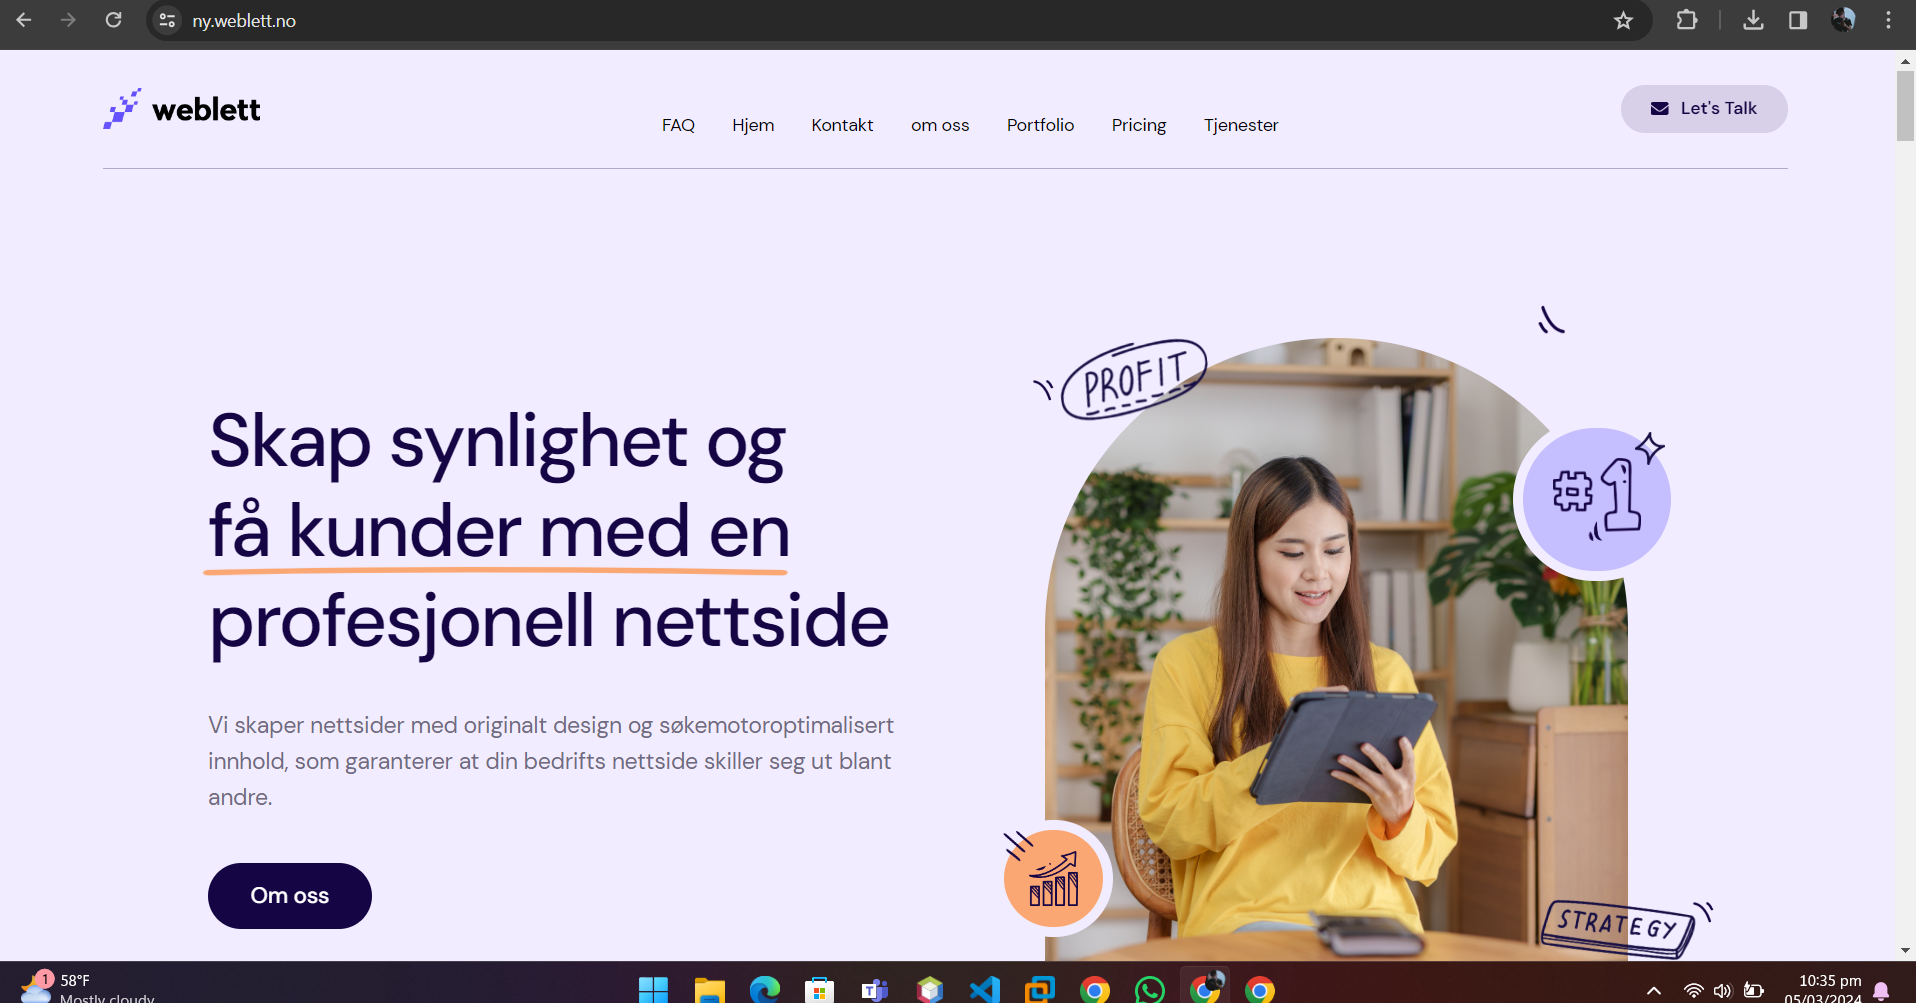 ny.weblett.no
weblett
FAQ Hjem Kontakt om oss Portfolio Pricing Tjenester
Let's Talk
Skap synlighet og
få kunder med en
profesjonell nettside
Vi skaper nettsider med originalt design og søkemotoroptimalisert
innhold, som garanterer at din bedrifts nettside skiller seg ut blant
andre.
Om oss
PROFIT
#1
STRATEGY
1
58°F
Mostly cloudy
T
10:35 pm
05/03/2024